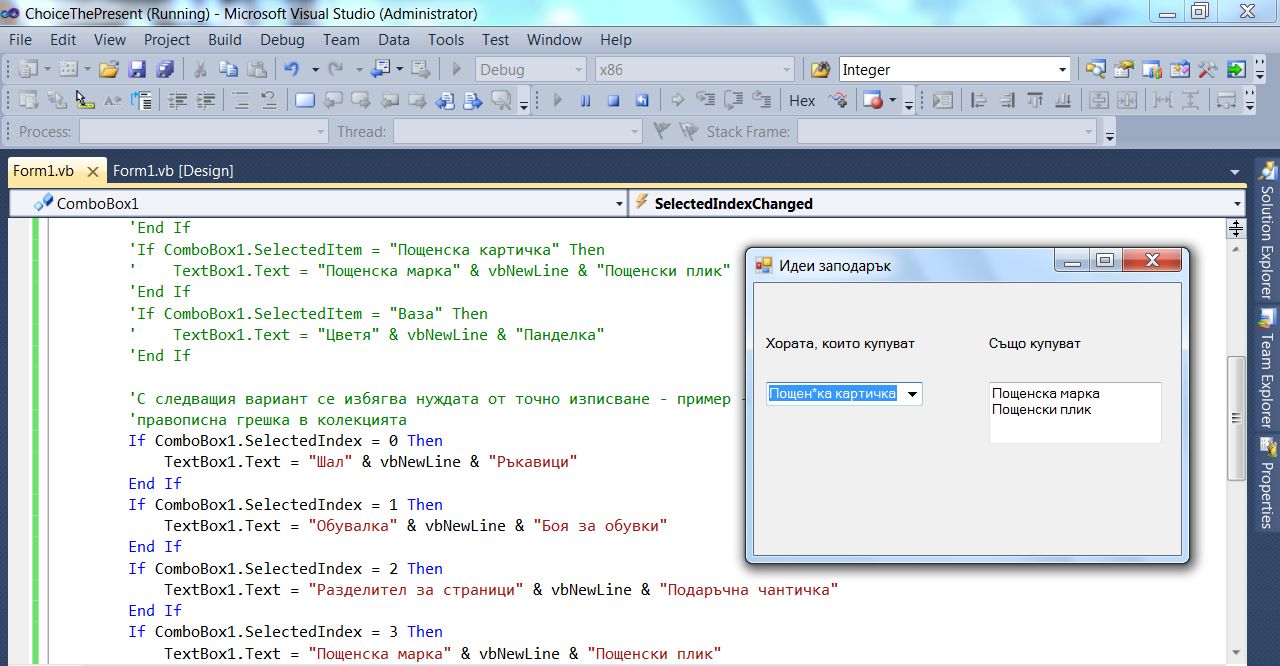 ChoiceThePresent (Running) - Microsoft Visual Studio (Administrator)
File Edit View Project Build Debug Team Data Tools Test Window Help
Debug x86 Integer
Hex
Process: Thread: Stack Frame:
Form1.vb Form1.vb [Design]
ComboBox1 SelectedIndexChanged
'End If
'If ComboBox1.SelectedItem = "Пощенска картичка" Then
' TextBox1.Text = "Пощенска марка" & vbNewLine & "Пощенски плик"
'End If
'If ComboBox1.SelectedItem = "Ваза" Then
' TextBox1.Text = "Цветя" & vbNewLine & "Панделка"
'End If
'С следващия вариант се избягва нуждата от точно изписване - пример -
'правописна грешка в колекцията
If ComboBox1.SelectedIndex = 0 Then
TextBox1.Text = "Шал" & vbNewLine & "Ръкавици"
End If
If ComboBox1.SelectedIndex = 1 Then
TextBox1.Text = "Обувалка" & vbNewLine & "Боя за обувки"
End If
If ComboBox1.SelectedIndex = 2 Then
TextBox1.Text = "Разделител за страници" & vbNewLine & "Подаръчна чантичка"
End If
If ComboBox1.SelectedIndex = 3 Then
TextBox1.Text = "Пощенска марка" & vbNewLine & "Пощенски плик"
Идеи заподарък
Хората, които купуват
Също купуват
Пощен*ка картичка
Пощенска марка
Пощенски плик
Solution Explorer
Team Explorer
Properties